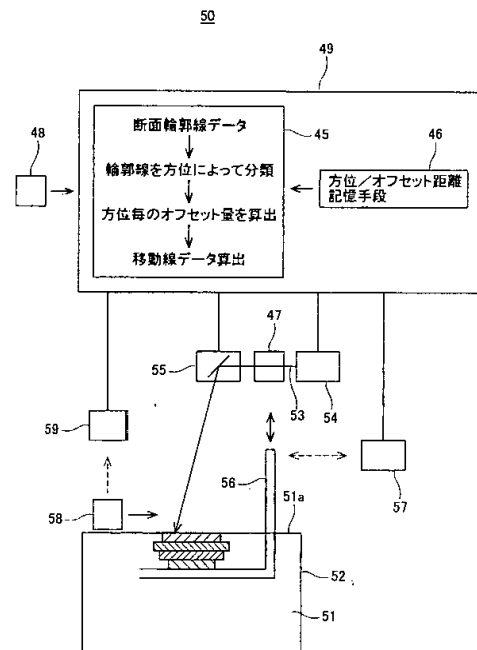 50
49
断面輪郭線データ
45
48
46
輪郭線を方位によって分類
方位/オフセット距離
記憶手段
方位毎のオフセット量を算出
移動線データ算出
47
55
53
54
59
56
51a
57
58
52
51